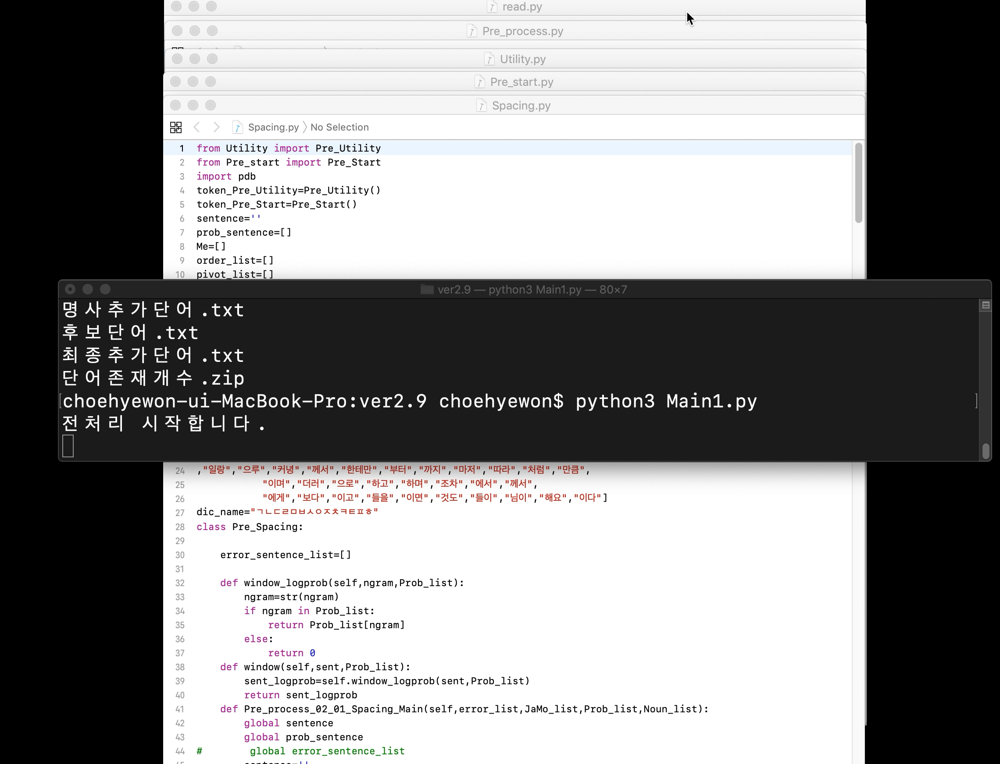 read.py
Pre_process.py
Utility.py
Pre_start.py
Spacing.py
Spacing.py 〉 No Selection
1 from Utility import Pre_Utility
2 from Pre_start import Pre_Start
3 import pdb
4 token_Pre_Utility=Pre_Utility()
5 token_Pre_Start=Pre_Start()
6 sentence=''
7 prob_sentence=[]
8 Me=[]
9 order_list=[]
10 pivot_list=[]
ver2.9 — python3 Main1.py — 80×7
명사추가단어.txt
후보단어.txt
최종추가단어.txt
단어존재개수.zip
[choehyewon-ui-MacBook-Pro:ver2.9 choehyewon$ python3 Main1.py ]
전처리 시작합니다.
24 ,"일랑","으루","커녕","께서","한테만","부터","까지","마저","따라","처럼","만큼",
25 "이며","더러","으로","하고","하며","조차","에서","께서",
26 "에게","보다","이고","들을","이면","것도","들이","님이","해요","이다"]
27 dic_name="ㄱㄴㄷㄹㅁㅂㅅㅇㅈㅊㅋㅌㅍㅎ"
28 class Pre_Spacing:
29
30 error_sentence_list=[]
31
32 def window_logprob(self,ngram,Prob_list):
33 ngram=str(ngram)
34 if ngram in Prob_list:
35 return Prob_list[ngram]
36 else:
37 return 0
38 def window(self,sent,Prob_list):
39 sent_logprob=self.window_logprob(sent,Prob_list)
40 return sent_logprob
41 def Pre_process_02_01_Spacing_Main(self,error_list,JaMo_list,Prob_list,Noun_list):
42 global sentence
43 global prob_sentence
44 # global error_sentence_list